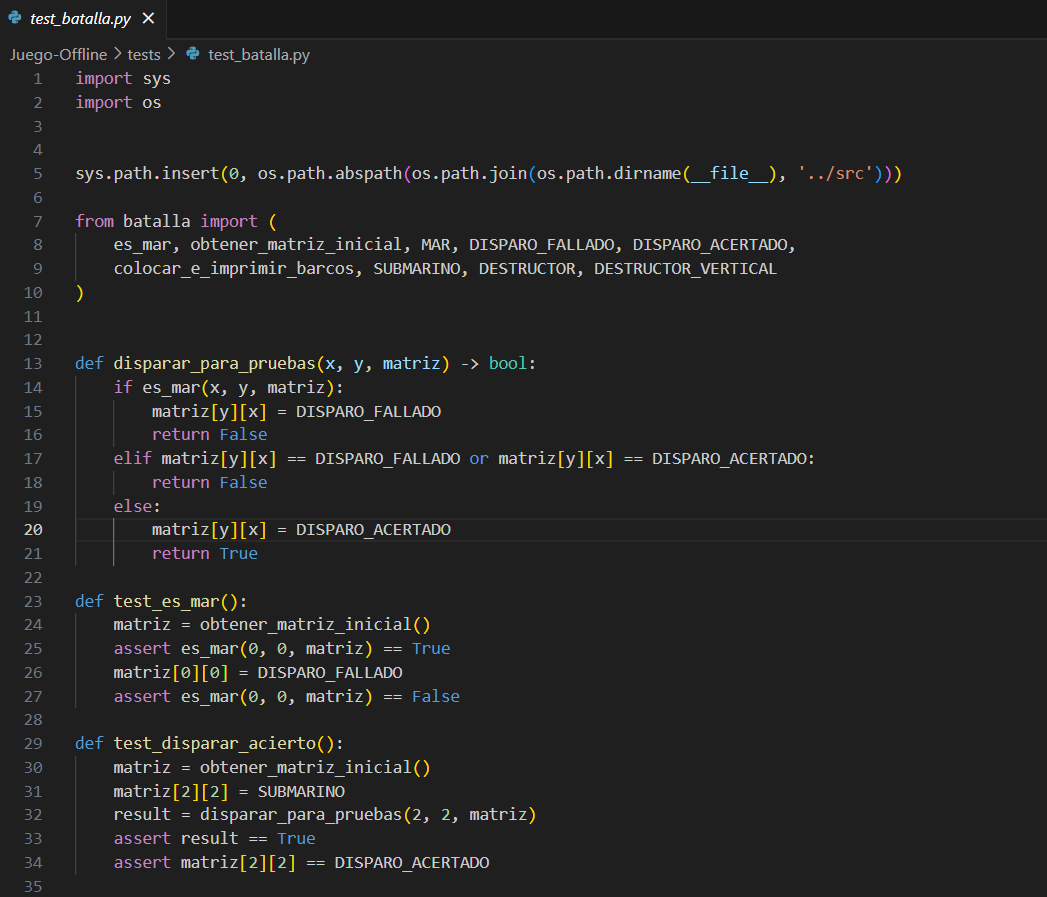 test_batalla.py ×
Juego-Offline > tests > test_batalla.py
1 import sys
2 import os
3
4
5 sys.path.insert(0, os.path.abspath(os.path.join(os.path.dirname(__file__), '../src')))
6
7 from batalla import (
8     es_mar, obtener_matriz_inicial, MAR, DISPARO_FALLADO, DISPARO_ACERTADO,
9     colocar_e_imprimir_barcos, SUBMARINO, DESTRUCTOR, DESTRUCTOR_VERTICAL
10 )
11
12
13 def disparar_para_pruebas(x, y, matriz) -> bool:
14     if es_mar(x, y, matriz):
15         matriz[y][x] = DISPARO_FALLADO
16         return False
17     elif matriz[y][x] == DISPARO_FALLADO or matriz[y][x] == DISPARO_ACERTADO:
18         return False
19     else:
20         matriz[y][x] = DISPARO_ACERTADO
21         return True
22
23 def test_es_mar():
24     matriz = obtener_matriz_inicial()
25     assert es_mar(0, 0, matriz) == True
26     matriz[0][0] = DISPARO_FALLADO
27     assert es_mar(0, 0, matriz) == False
28
29 def test_disparar_acierto():
30     matriz = obtener_matriz_inicial()
31     matriz[2][2] = SUBMARINO
32     result = disparar_para_pruebas(2, 2, matriz)
33     assert result == True
34     assert matriz[2][2] == DISPARO_ACERTADO
35